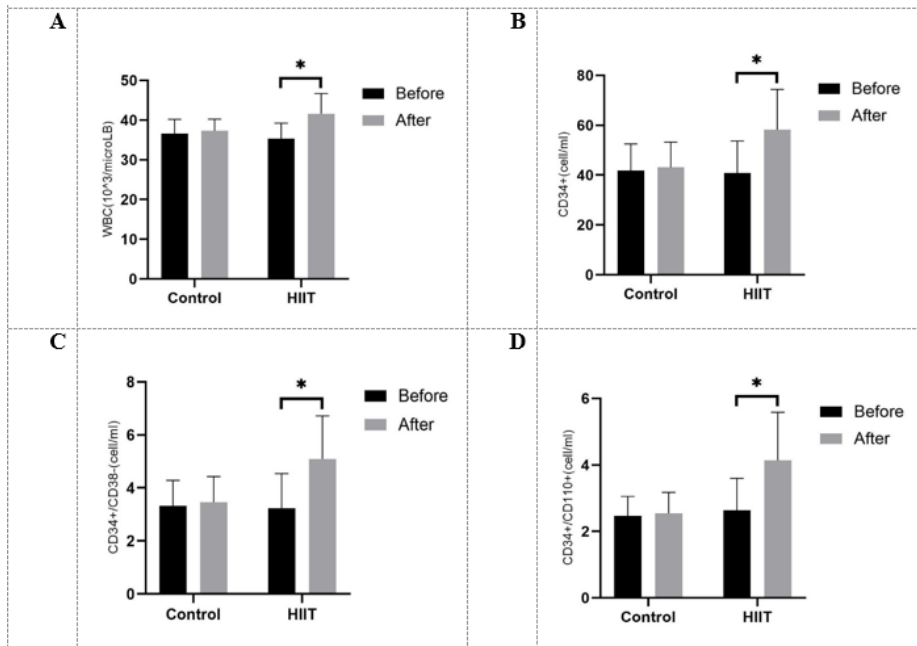 A
WBC(10^3/microLB)
50
40
30
20
10
0
*
Before
After
Control
HIIT
B
CD34+(cell/ml)
80
60
40
20
0
*
Before
After
Control
HIIT
C
CD34+/CD38-(cell/ml)
8
6
4
2
0
*
Before
After
Control
HIIT
D
CD34+/CD110+(cell/ml)
6
4
2
0
*
Before
After
Control
HIIT